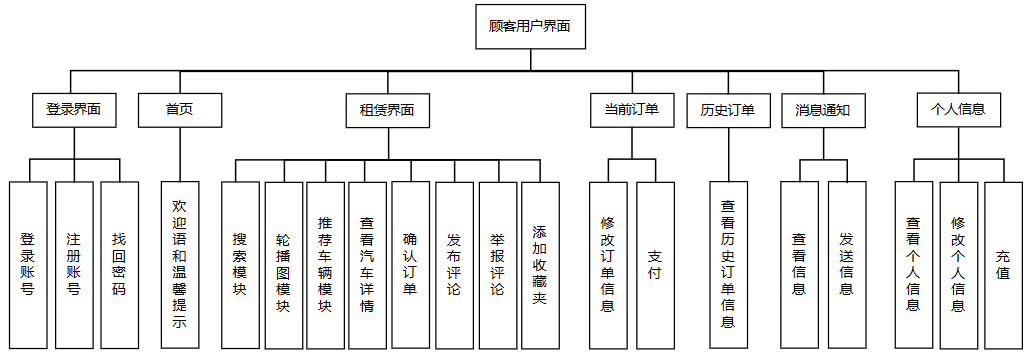 顾客用户界面
登录界面
首页
租赁界面
当前订单
历史订单
消息通知
个人信息
登录账号
注册账号
找回密码
欢迎语和温馨提示
搜索模块
轮播图模块
推荐车辆模块
查看汽车详情
确认订单
发布评论
举报评论
添加收藏夹
修改订单信息
支付
查看历史订单信息
查看信息
发送信息
查看个人信息
修改个人信息
充值